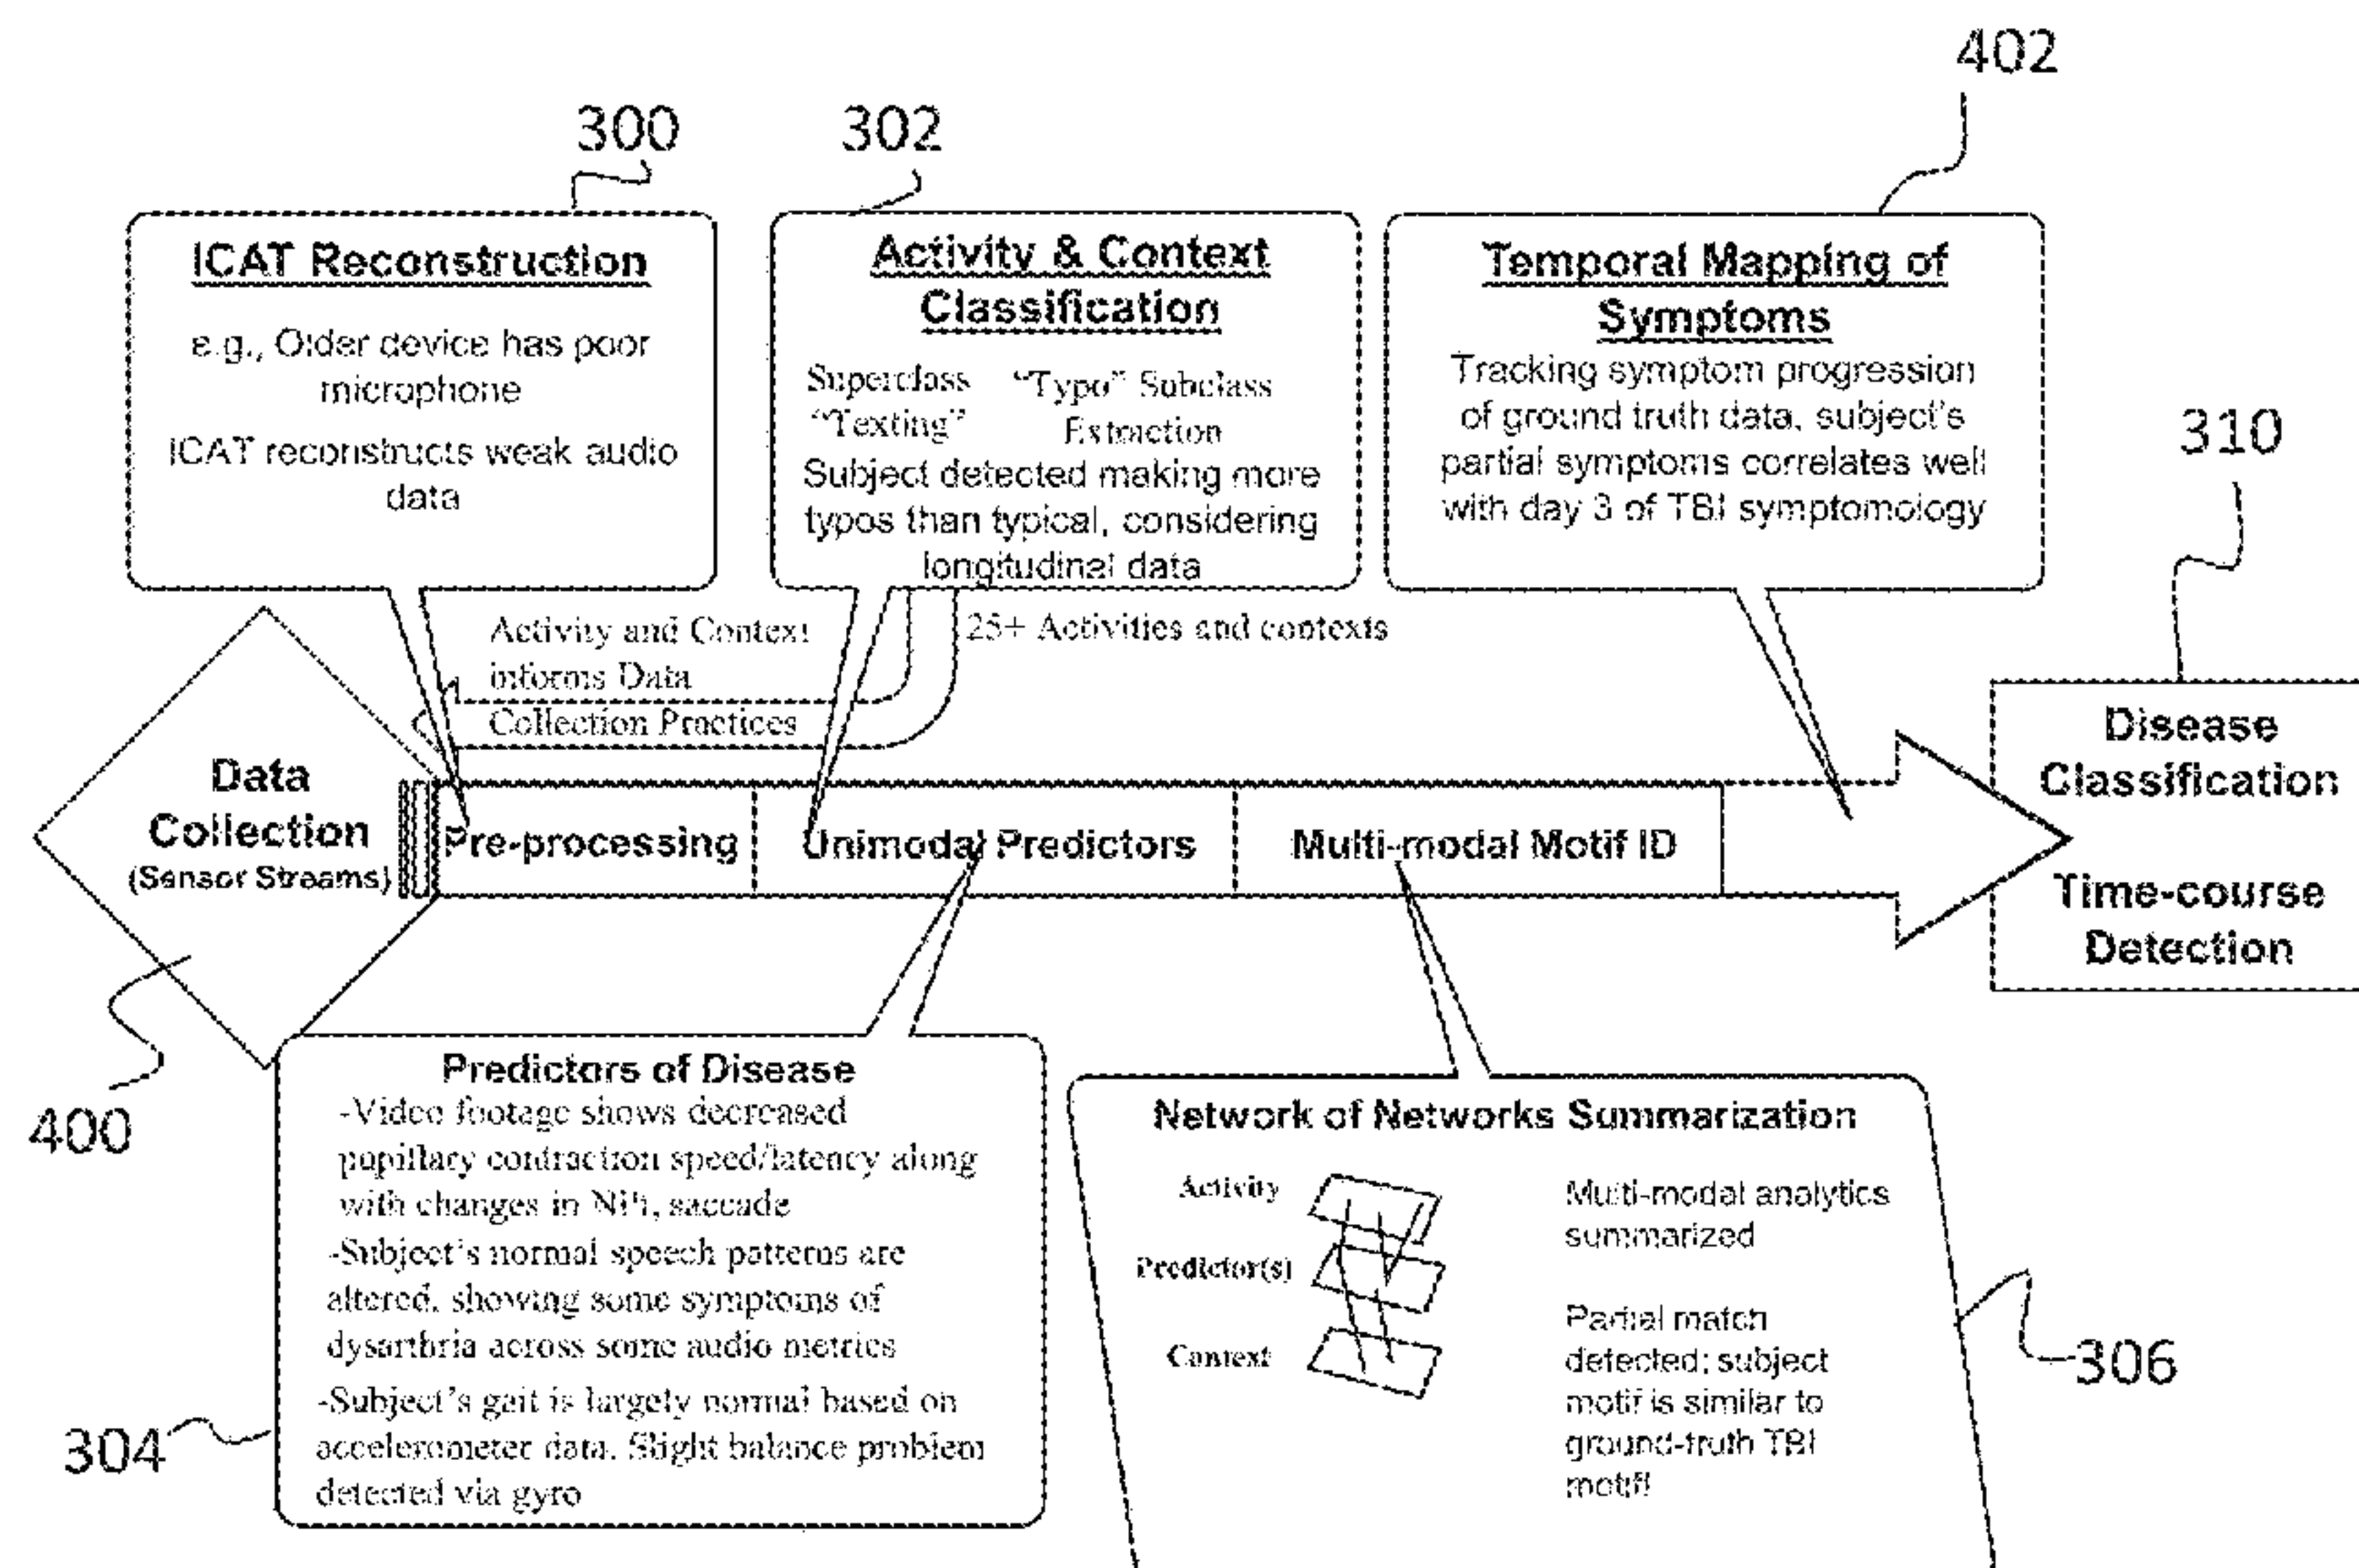 402
300
302
310
ICAT Reconstruction
e.g., Older device has poor
microphone
ICAT reconstructs weak audio
data
Activity & Context
Classification
Superclass
"Texting"
"Typo" Subclass
Extraction
Subject detected making more
typos than typical, considering
longitudinal data
Temporal Mapping of
Symptoms
Tracking symptom progression
of ground truth data, subject's
partial symptoms correlates well
with day 3 of TBI symptomology
Activity and Context
informs Data
Collection Practices
25+ Activities and contexts
Data
Collection
(Sensor Streams)
Pre-processing
Unimodal Predictors
Multi-modal Motif ID
Disease
Classification
Time-course
Detection
400
Predictors of Disease
-Video footage shows decreased
pupillary contraction speed/latency along
with changes in NPi, saccade
-Subject's normal speech patterns are
altered, showing some symptoms of
dysarthria across some audio metrics
-Subject's gait is largely normal based on
accelerometer data. Slight balance problem
detected via gyro
304
Network of Networks Summarization
Activity
Predictor(s)
Context
Multi-modal analytics
summarized
Partial match
detected; subject
motif is similar to
ground-truth TBI
motif!
306